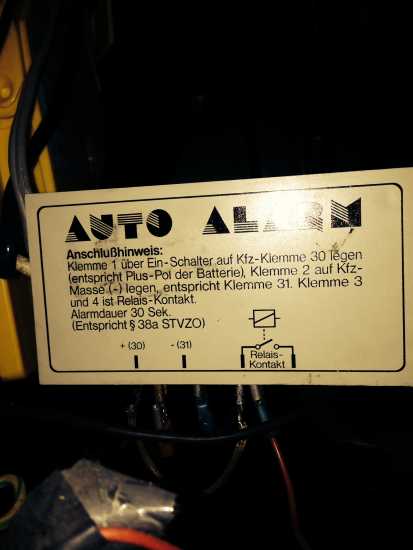 AUTO ALARM
Anschlußhinweis:
Klemme 1 über Ein-Schalter auf Kfz-Klemme 30 legen
(entspricht Plus-Pol der Batterie), Klemme 2 auf Kfz-
Masse (-) legen, entspricht Klemme 31. Klemme 3
und 4 ist Relais-Kontakt.
Alarmdauer 30 Sek.
(Entspricht § 38a STVZO)
+ (30) - (31)
Relais-
Kontakt